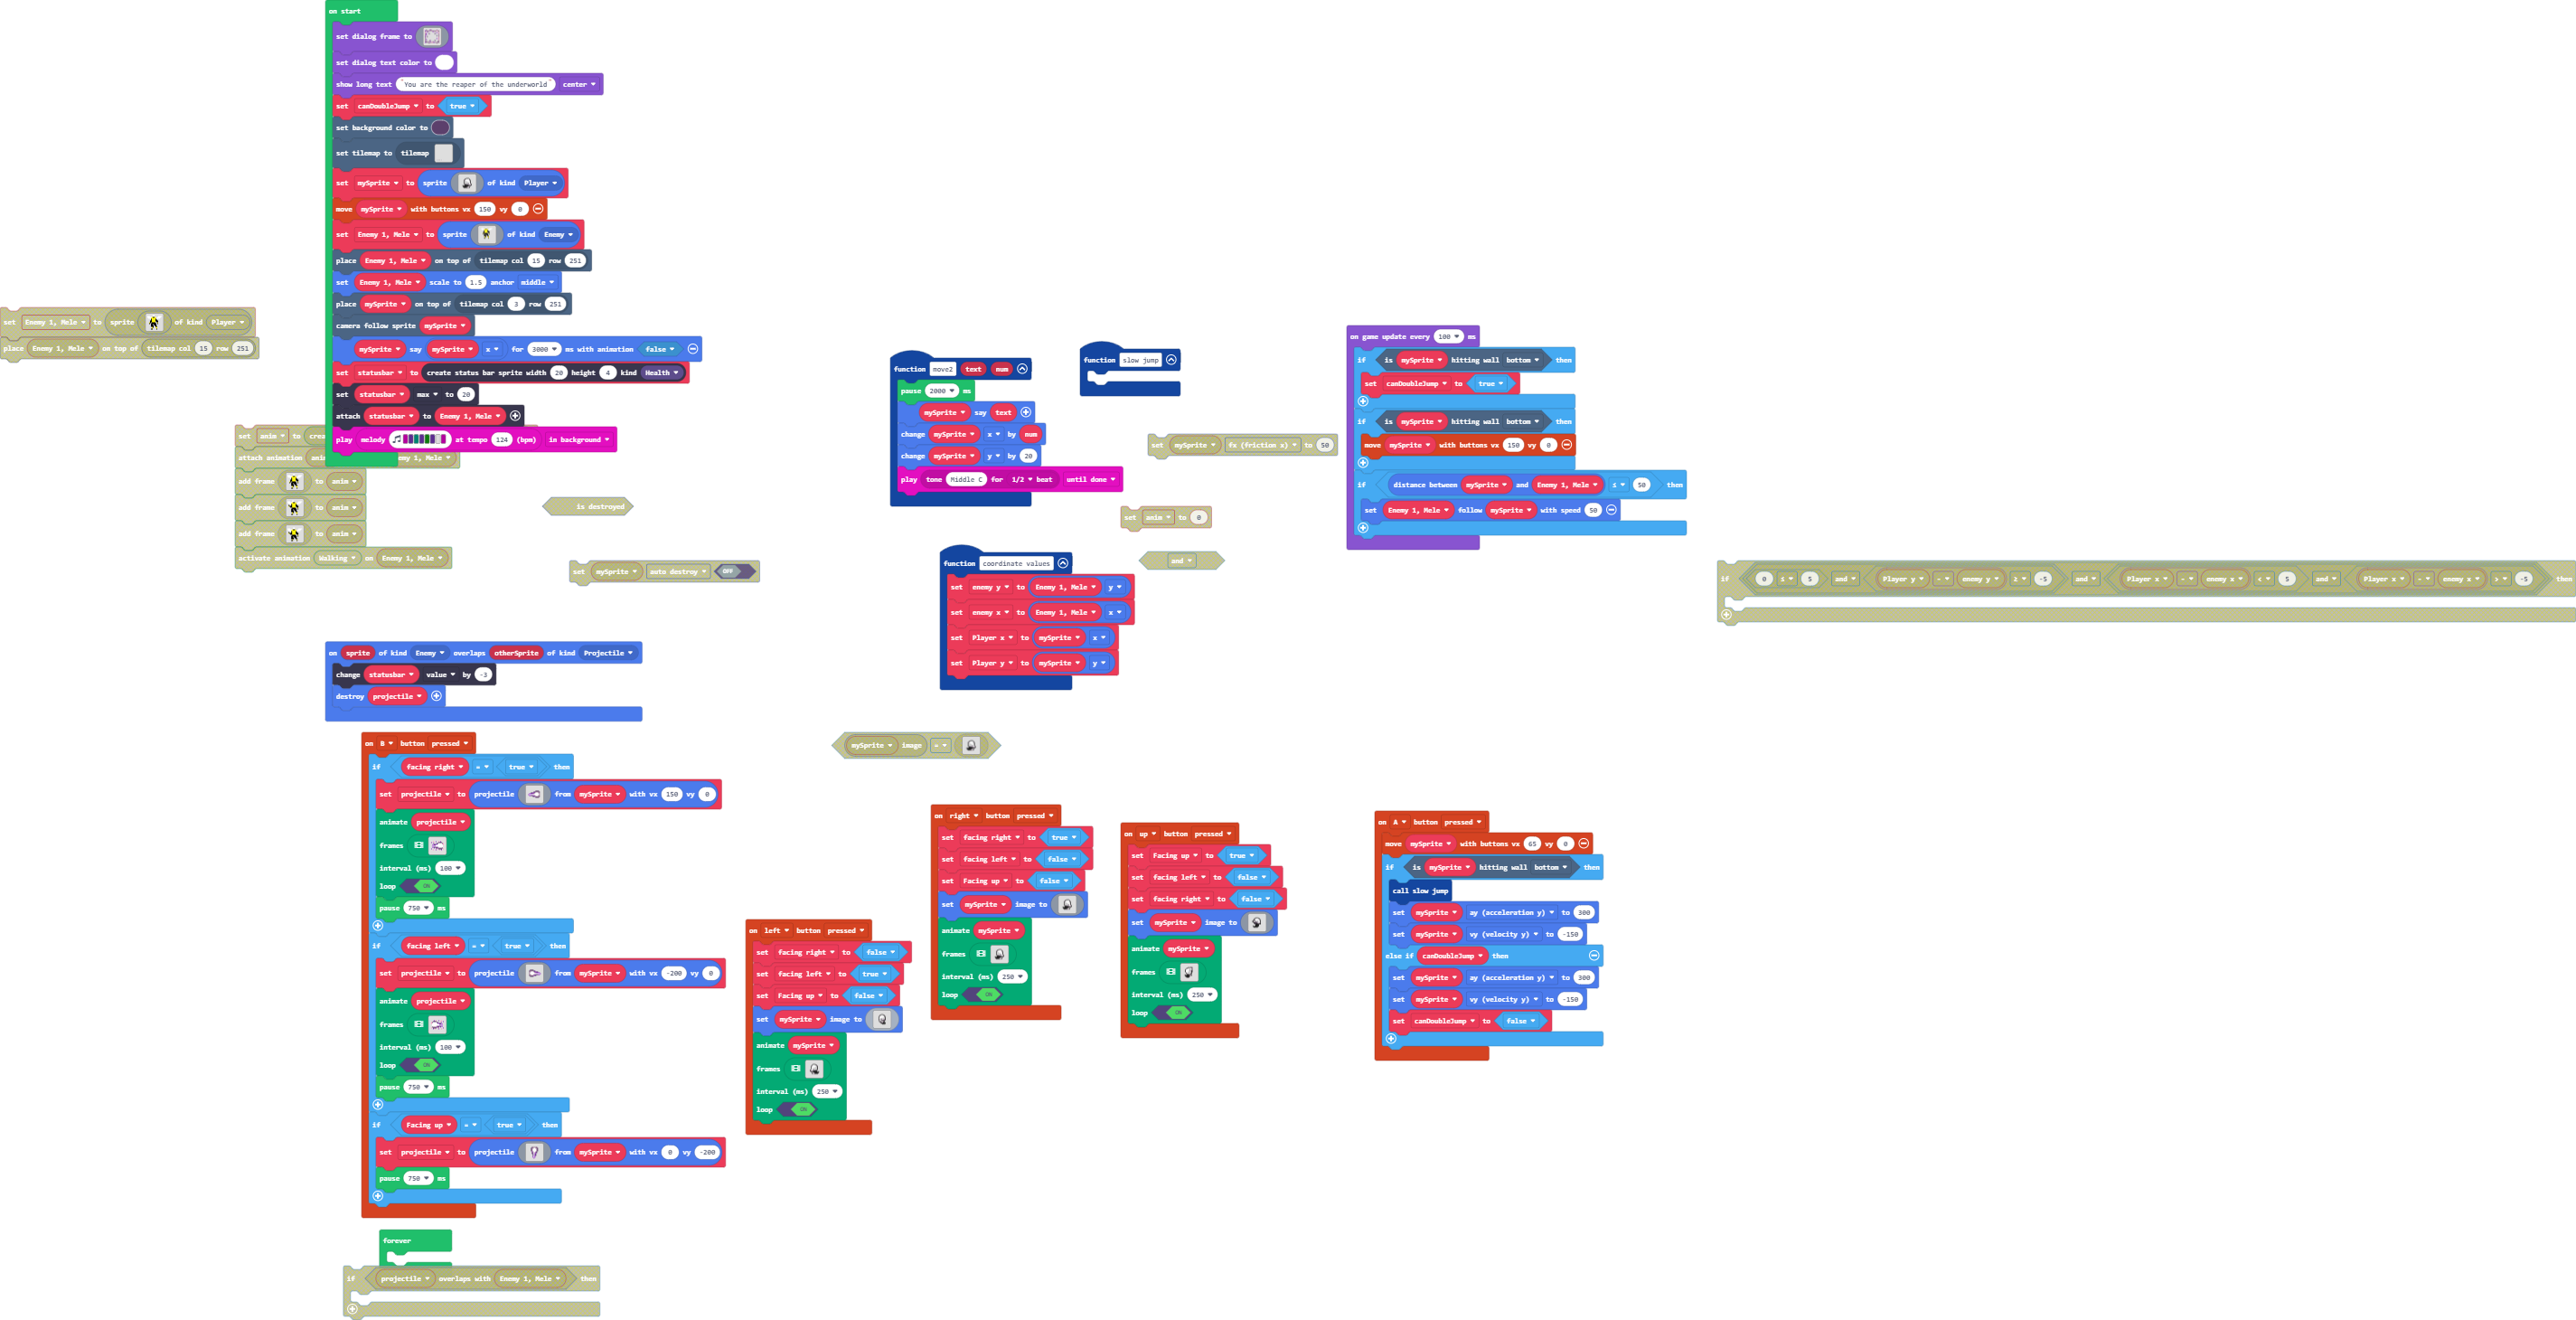 on start
set dialog frame to
set dialog text color to
show long text "You are the reaper of the underworld" center
set canDoubleJump to true
set background color to
set tilemap to tilemap
set mySprite to sprite of kind Player
move mySprite with buttons vx 150 vy 0
set Enemy 1, Mele to sprite of kind Enemy
place Enemy 1, Mele on top of tilemap col 15 row 251
set Enemy 1, Mele scale to 1.5 anchor middle
place mySprite on top of tilemap col 3 row 251
camera follow sprite mySprite
mySprite say mySprite x for 3000 ms with animation false
set statusbar to create status bar sprite width 20 height 4 kind Health
set statusbar max to 20
attach statusbar to Enemy 1, Mele
play melody at tempo 124 (bpm) in background
set Enemy 1, Mele to sprite of kind Player
place Enemy 1, Mele on top of tilemap col 15 row 251
set anim to crea
attach animation anim emy 1, Mele
add frame to anim
add frame to anim
add frame to anim
activate animation Walking on Enemy 1, Mele
is destroyed
set mySprite auto destroy OFF
function move2 text num
pause 2000 ms
mySprite say text
change mySprite x by num
change mySprite y by 20
play tone Middle C for 1/2 beat until done
function slow jump
set mySprite fx (friction x) to 50
set anim to 0
and
function coordinate values
set enemy y to Enemy 1, Mele y
set enemy x to Enemy 1, Mele x
set Player x to mySprite x
set Player y to mySprite y
on game update every 100 ms
if is mySprite hitting wall bottom then
set canDoubleJump to true
if is mySprite hitting wall bottom then
move mySprite with buttons vx 150 vy 0
if distance between mySprite and Enemy 1, Mele ≤ 50 then
set Enemy 1, Mele follow mySprite with speed 50
if 0 ≤ 5 and Player y - enemy y ≥ -5 and Player x - enemy x < 5 and Player x - enemy x > -5 then
on sprite of kind Enemy overlaps otherSprite of kind Projectile
change statusbar value by -3
destroy projectile
mySprite image =
on B button pressed
if facing right = true then
set projectile to projectile from mySprite with vx 150 vy 0
animate projectile
frames
interval (ms) 100
loop ON
pause 750 ms
if facing left = true then
set projectile to projectile from mySprite with vx -200 vy 0
animate projectile
frames
interval (ms) 100
loop ON
pause 750 ms
if Facing up = true then
set projectile to projectile from mySprite with vx 0 vy -200
pause 750 ms
forever
if projectile overlaps with Enemy 1, Mele then
on left button pressed
set facing right to false
set facing left to true
set Facing up to false
set mySprite image to
animate mySprite
frames
interval (ms) 250
loop ON
on right button pressed
set facing right to true
set facing left to false
set Facing up to false
set mySprite image to
animate mySprite
frames
interval (ms) 250
loop ON
on up button pressed
set Facing up to true
set facing left to false
set facing right to false
set mySprite image to
animate mySprite
frames
interval (ms) 250
loop ON
on A button pressed
move mySprite with buttons vx 65 vy 0
if is mySprite hitting wall bottom then
call slow jump
set mySprite ay (acceleration y) to 300
set mySprite vy (velocity y) to -150
else if canDoubleJump then
set mySprite ay (acceleration y) to 300
set mySprite vy (velocity y) to -150
set canDoubleJump to false